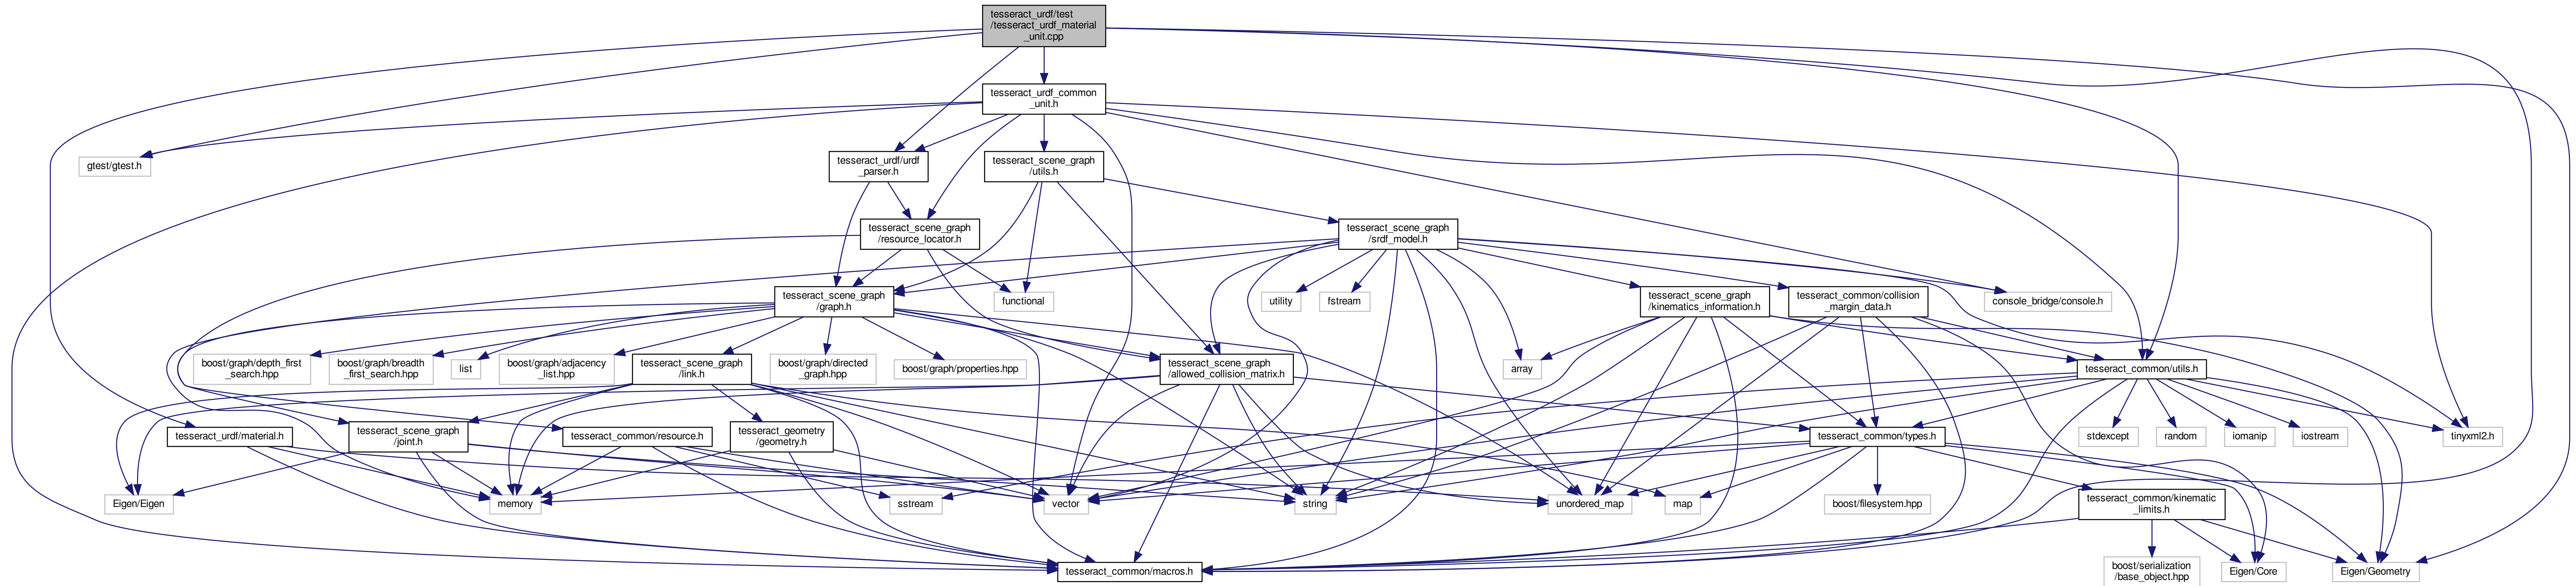 tesseract_urdf/test
/tesseract_urdf_material
_unit.cpp
tesseract_urdf_common
_unit.h
gtest/gtest.h
tesseract_urdf/urdf
_parser.h
tesseract_scene_graph
/utils.h
tesseract_scene_graph
/resource_locator.h
tesseract_scene_graph
/srdf_model.h
tesseract_scene_graph
/graph.h
functional
utility
fstream
tesseract_scene_graph
/kinematics_information.h
tesseract_common/collision
_margin_data.h
console_bridge/console.h
boost/graph/depth_first
_search.hpp
boost/graph/breadth
_first_search.hpp
list
boost/graph/adjacency
_list.hpp
tesseract_scene_graph
/link.h
boost/graph/directed
_graph.hpp
boost/graph/properties.hpp
tesseract_scene_graph
/allowed_collision_matrix.h
array
tesseract_common/utils.h
tesseract_urdf/material.h
tesseract_scene_graph
/joint.h
tesseract_common/resource.h
tesseract_geometry
/geometry.h
tesseract_common/types.h
stdexcept
random
iomanip
iostream
tinyxml2.h
Eigen/Eigen
memory
sstream
vector
string
unordered_map
map
boost/filesystem.hpp
tesseract_common/kinematic
_limits.h
tesseract_common/macros.h
boost/serialization
/base_object.hpp
Eigen/Core
Eigen/Geometry